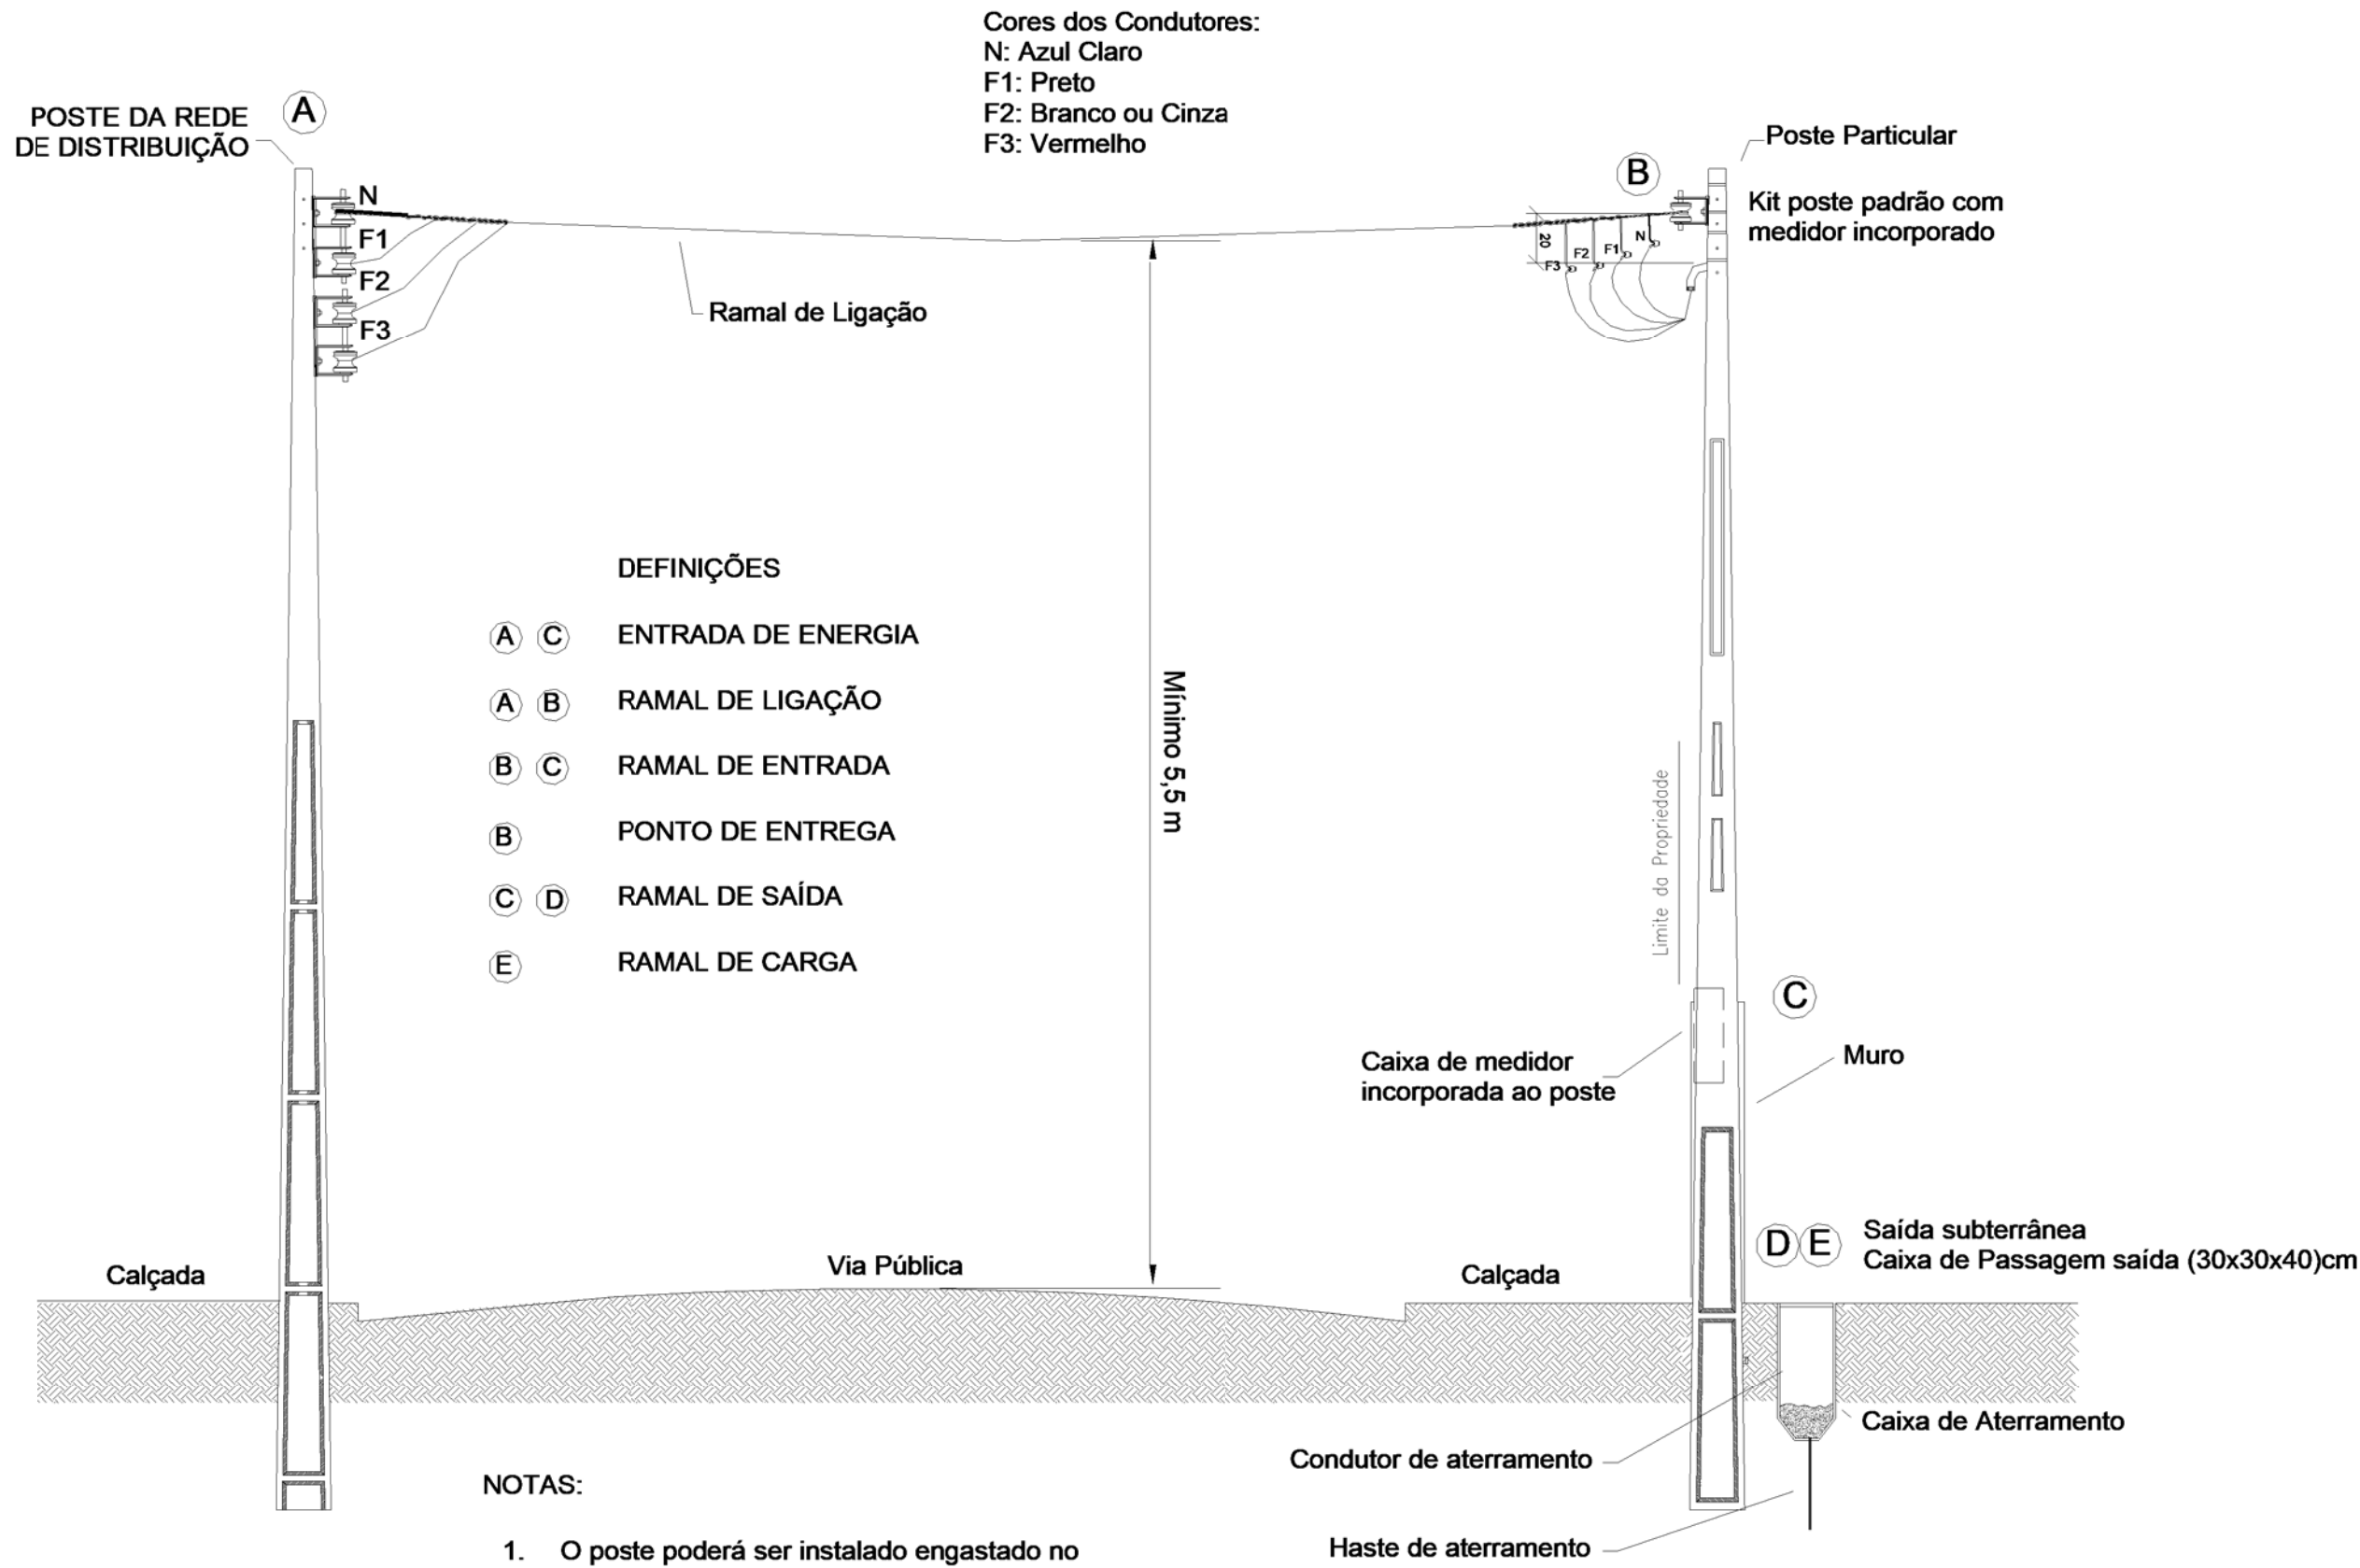 Cores dos Condutores:
N: Azul Claro
F1: Preto
F2: Branco ou Cinza
F3: Vermelho
POSTE DA REDE
DE DISTRIBUIÇÃO
A
N
F1
F2
F3
Ramal de Ligação
B
Poste Particular
Kit poste padrão com
medidor incorporado
20
F3
F2
F1
N
DEFINIÇÕES
A C ENTRADA DE ENERGIA
A B RAMAL DE LIGAÇÃO
B C RAMAL DE ENTRADA
B PONTO DE ENTREGA
C D RAMAL DE SAÍDA
E RAMAL DE CARGA
Mínimo 5,5 m
Limite da Propriedade
C
Caixa de medidor
incorporada ao poste
Muro
D E
Saída subterrânea
Caixa de Passagem saída (30x30x40)cm
Calçada
Via Pública
Calçada
Caixa de Aterramento
Condutor de aterramento
Haste de aterramento
NOTAS:
1. O poste poderá ser instalado engastado no